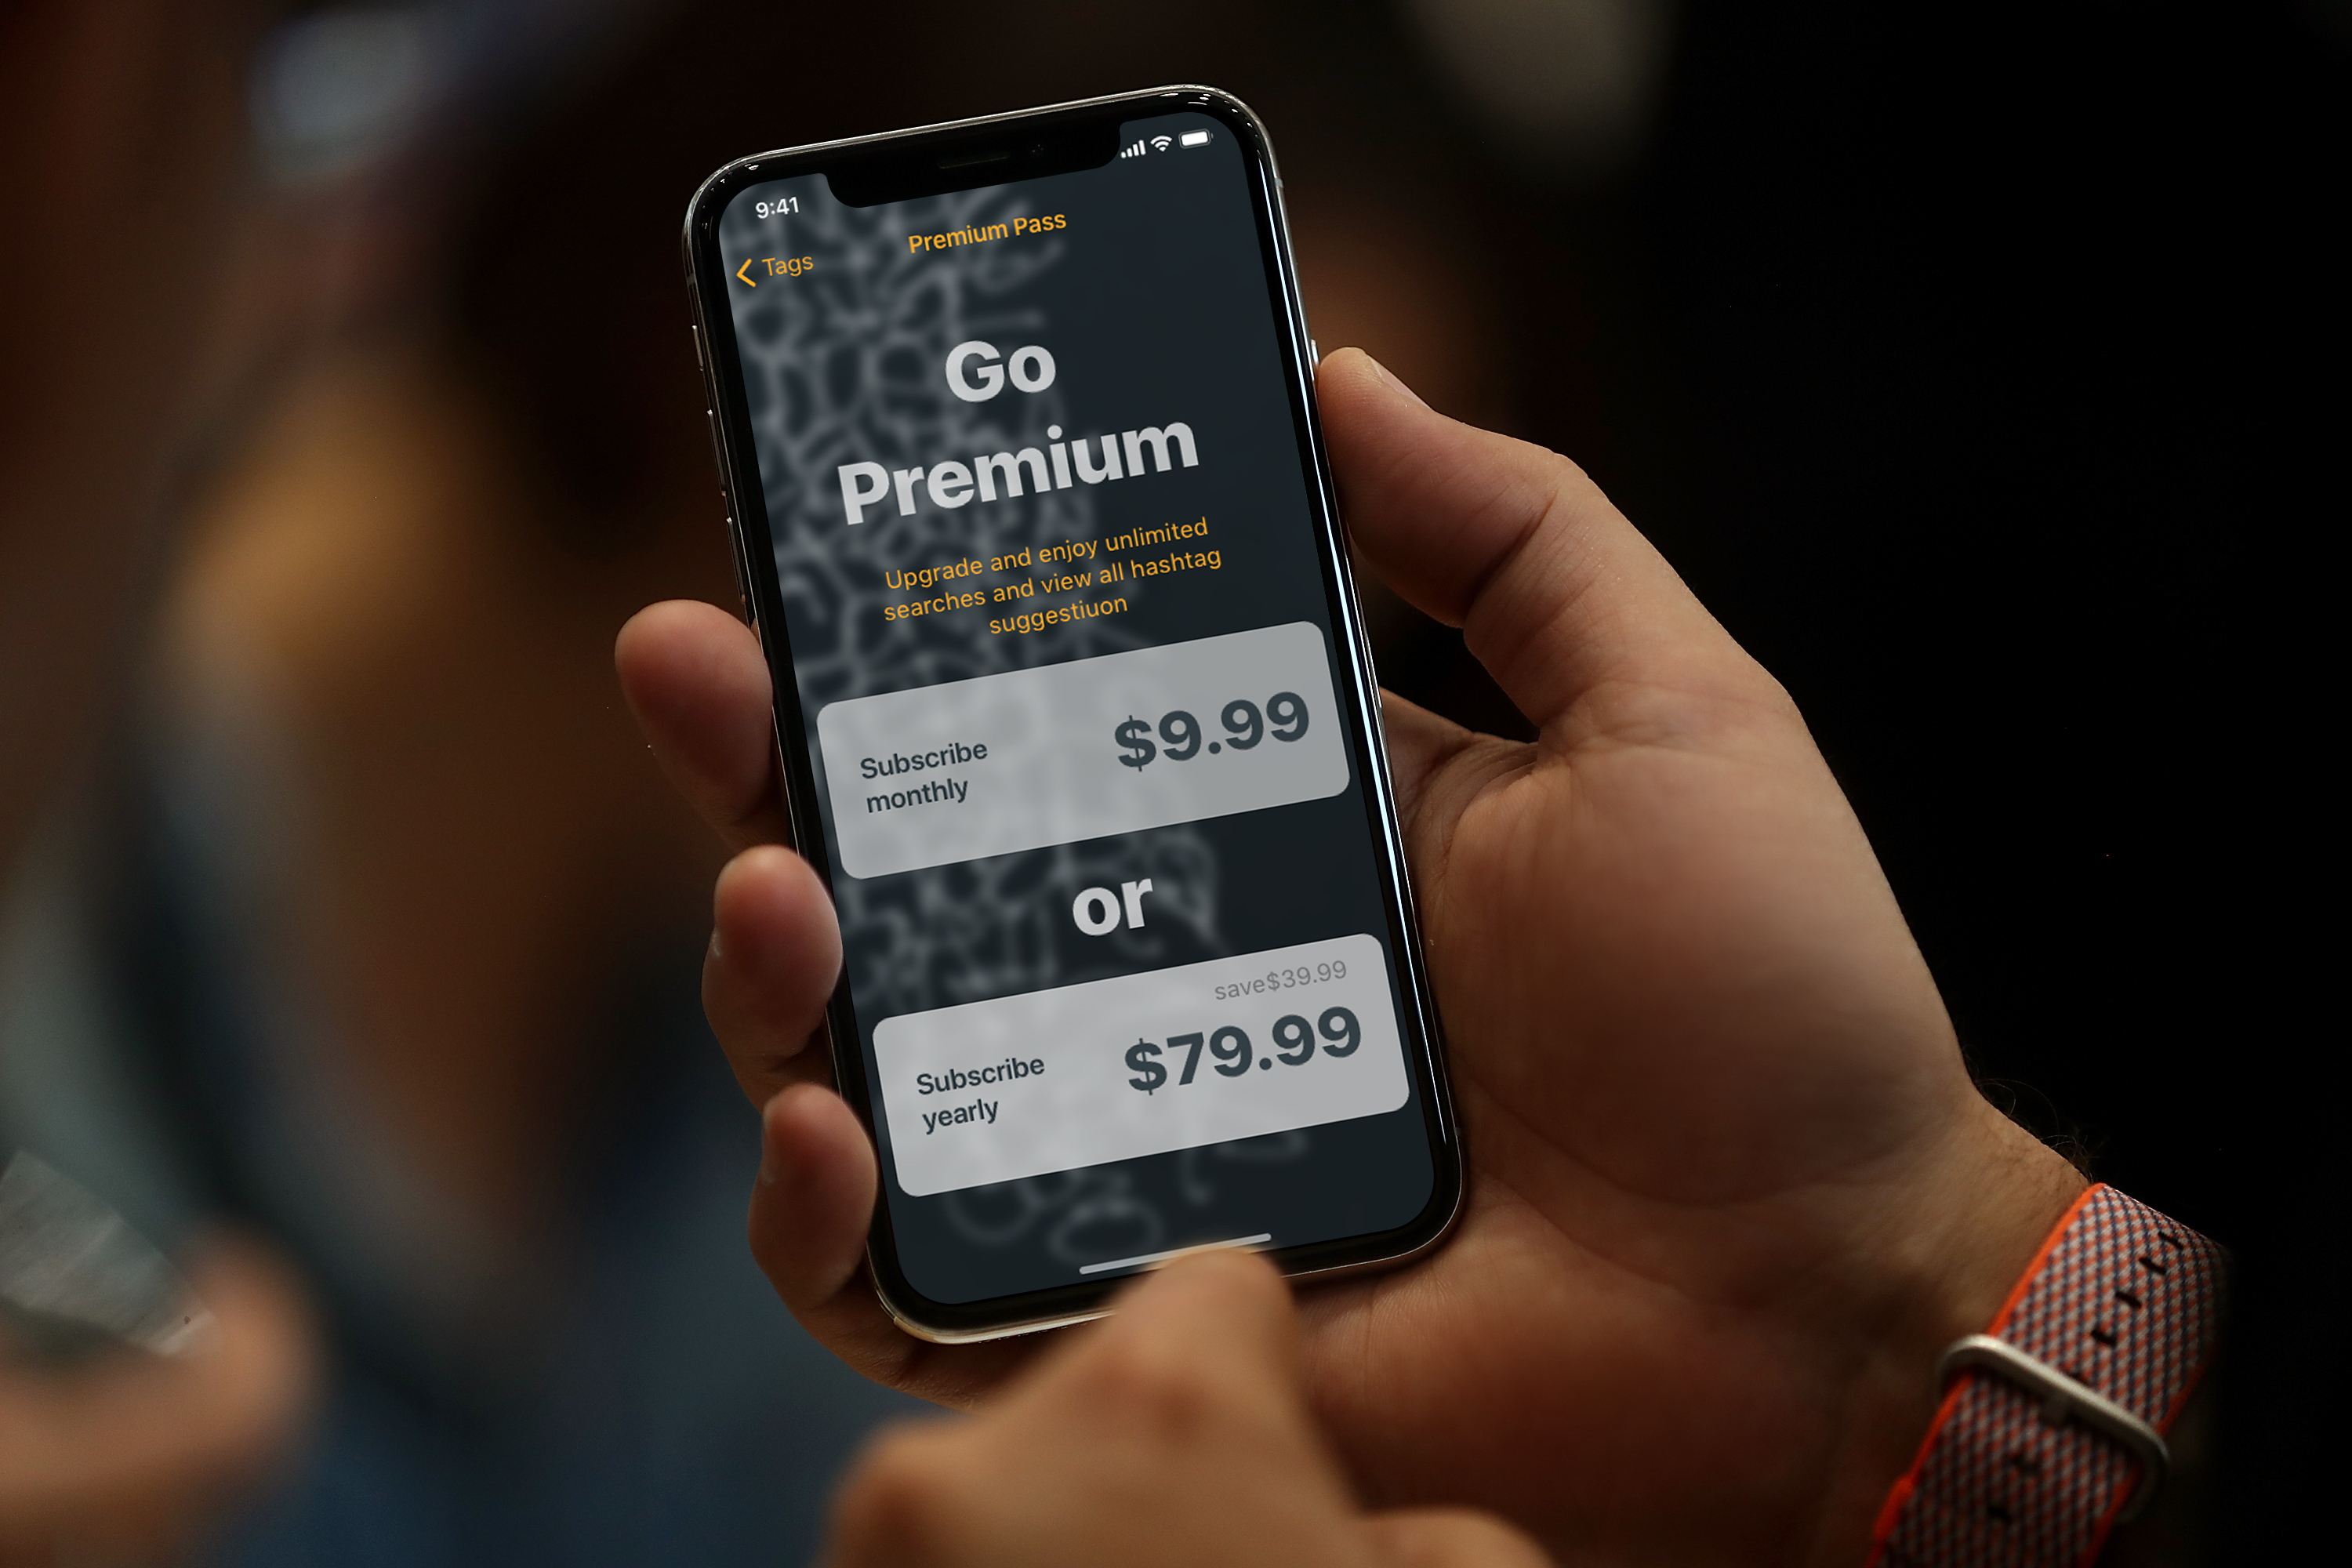 9:41
Premium Pass
Tags
Go
Premium
Upgrade and enjoy unlimited
searches and view all hashtag
suggestiuon
Subscribe
monthly
$9.99
or
save$39.99
Subscribe
yearly
$79.99